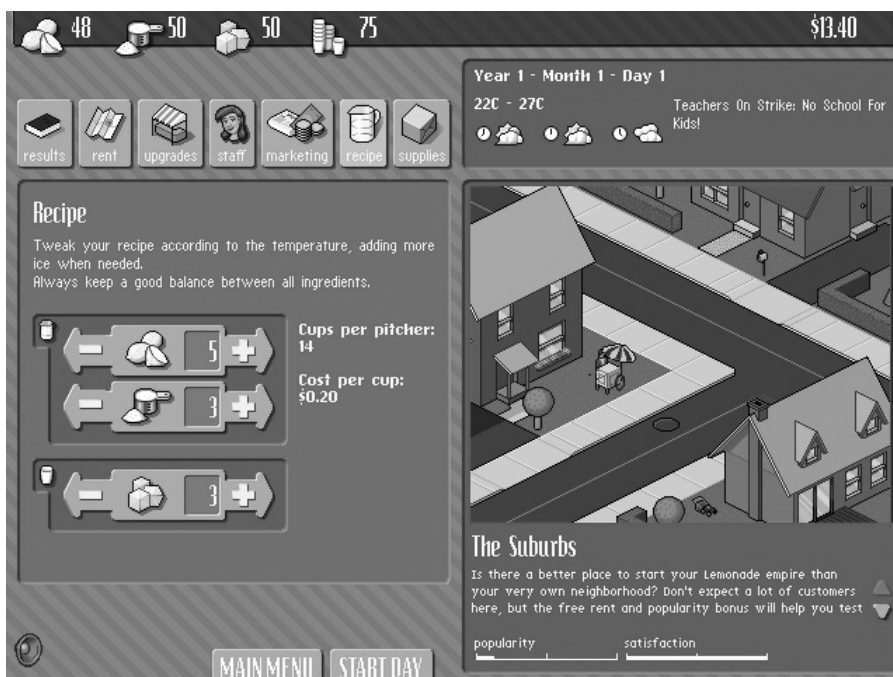 48 50 50 75 $13.40
Year 1 - Month 1 - Day 1
22C - 27C
Teachers On Strike: No School For
Kids!
results rent upgrades staff marketing recipe supplies
Recipe
Tweak your recipe according to the temperature, adding more
ice when needed.
Always keep a good balance between all ingredients.
5
3
3
Cups per pitcher:
14
Cost per cup:
$0.20
The Suburbs
Is there a better place to start your Lemonade empire than
your very own neighborhood? Don't expect a lot of customers
here, but the free rent and popularity bonus will help you test
popularity satisfaction
MAIN MENU START DAY